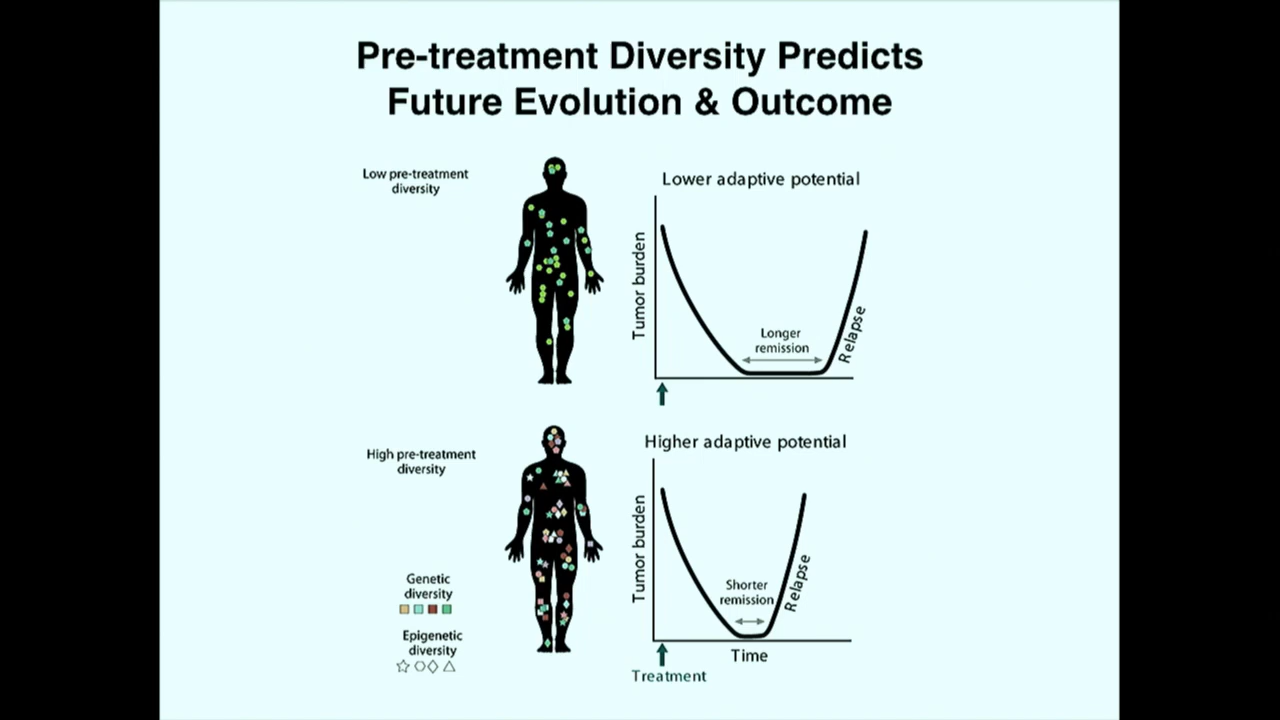 Pre-treatment Diversity Predicts
Future Evolution & Outcome
Low pre-treatment
diversity
Lower adaptive potential
Tumor burden
Longer
remission
Relapse
High pre-treatment
diversity
Higher adaptive potential
Tumor burden
Shorter
remission
Relapse
Genetic
diversity
Epigenetic
diversity
Time
Treatment